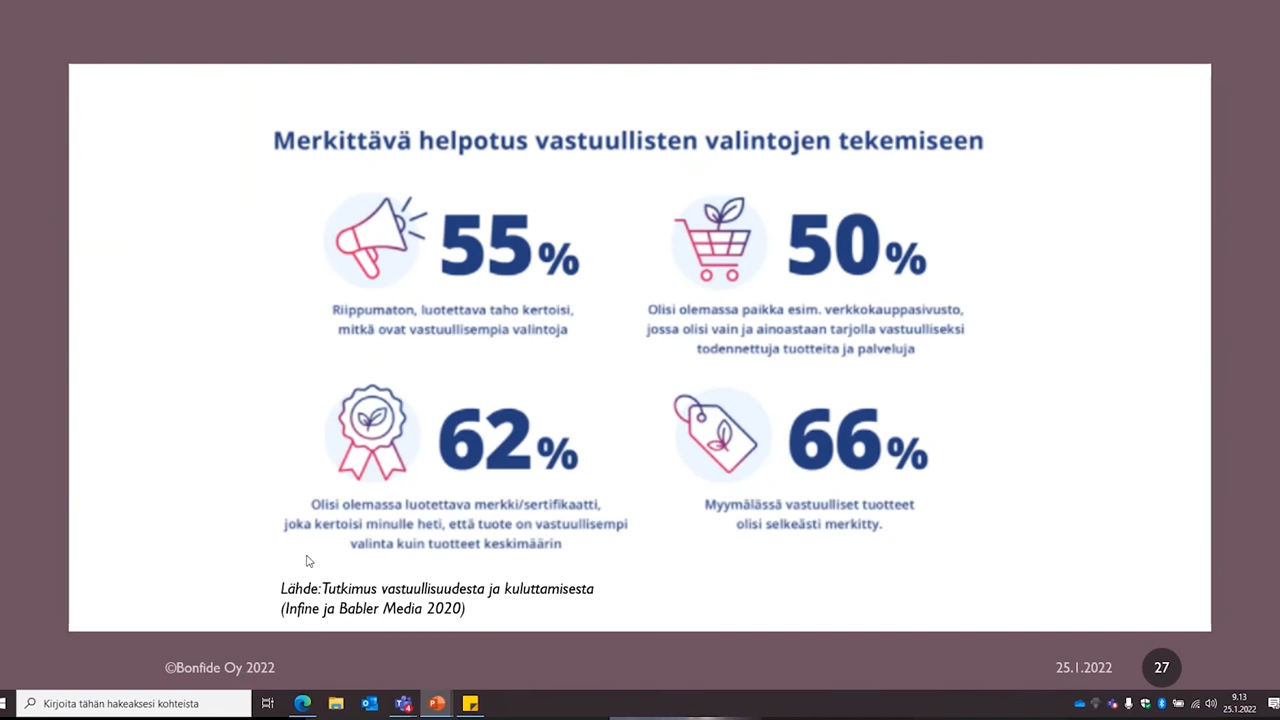 Merkittävä helpotus vastuullisten valintojen tekemiseen
55%
Riippumaton, luotettava taho kertoisi,
mitkä ovat vastuullisempia valintoja
50%
Olisi olemassa paikka esim. verkkokauppasivusto,
jossa olisi vain ja ainoastaan tarjolla vastuulliseksi
todennettuja tuotteita ja palveluja
62%
Olisi olemassa luotettava merkki/sertifikaatti,
joka kertoisi minulle heti, että tuote on vastuullisempi
valinta kuin tuotteet keskimäärin
66%
Myymälässä vastuulliset tuotteet
olisi selkeästi merkitty.
Lähde:Tutkimus vastuullisuudesta ja kuluttamisesta
(Infine ja Babler Media 2020)
©Bonfide Oy 2022
25.1.2022
27
Kirjoita tähän hakeaksesi kohteista
9.13
25.1.2022